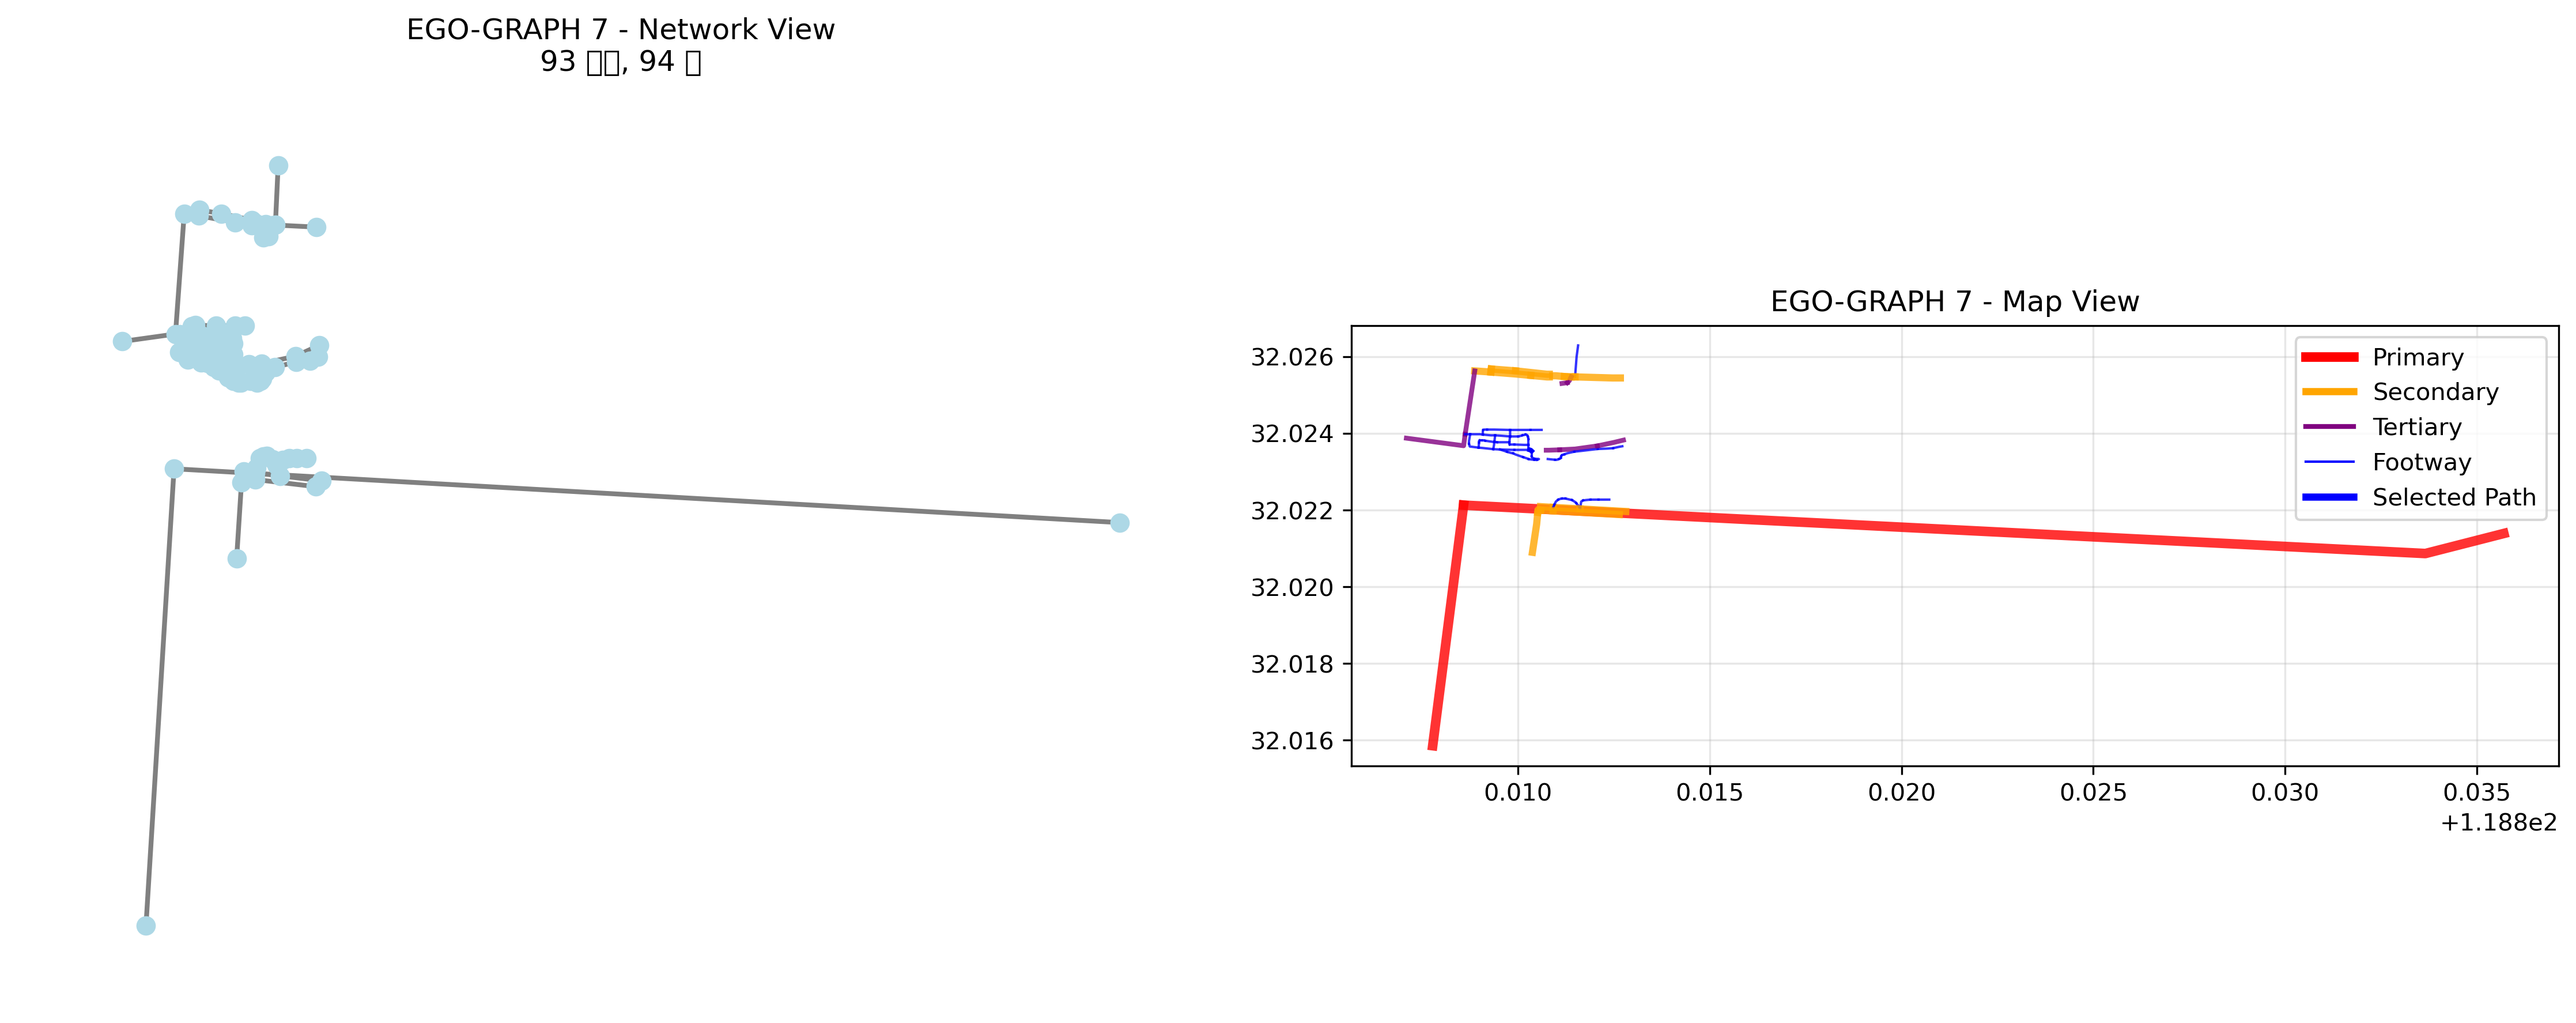 EGO-GRAPH 7 - Network View
93 , 94
EGO-GRAPH 7 - Map View
32.026
32.024
32.022
32.020
32.018
32.016
Primary
Secondary
Tertiary
Footway
Selected Path
0.010
0.015
0.020
0.025
0.030
0.035
+1.188e2